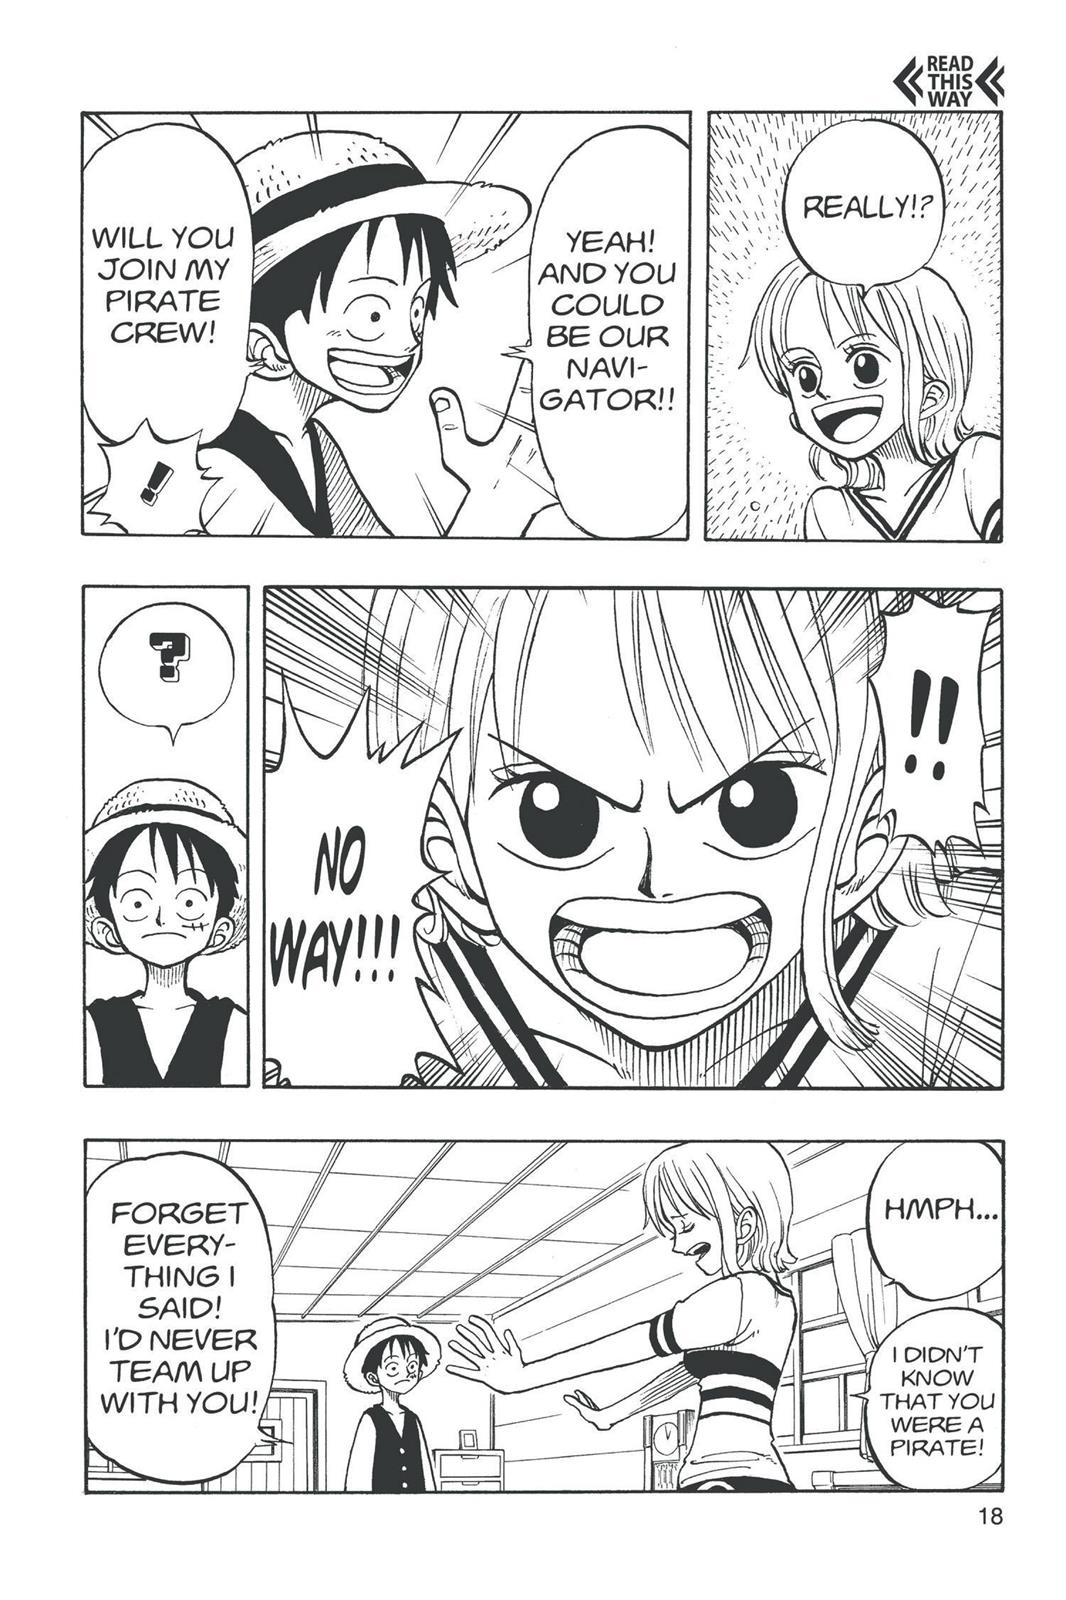 READ
THIS
WAY
REALLY!?
YEAH!
AND YOU
COULD
BE OUR
NAVI-
GATOR!!
WILL YOU
JOIN MY
PIRATE
CREW!
!
!!
NO
WAY!!!
?
HMPH...
I DIDN'T
KNOW
THAT YOU
WERE A
PIRATE!
FORGET
EVERY-
THING I
SAID!
I'D NEVER
TEAM UP
WITH YOU!
18